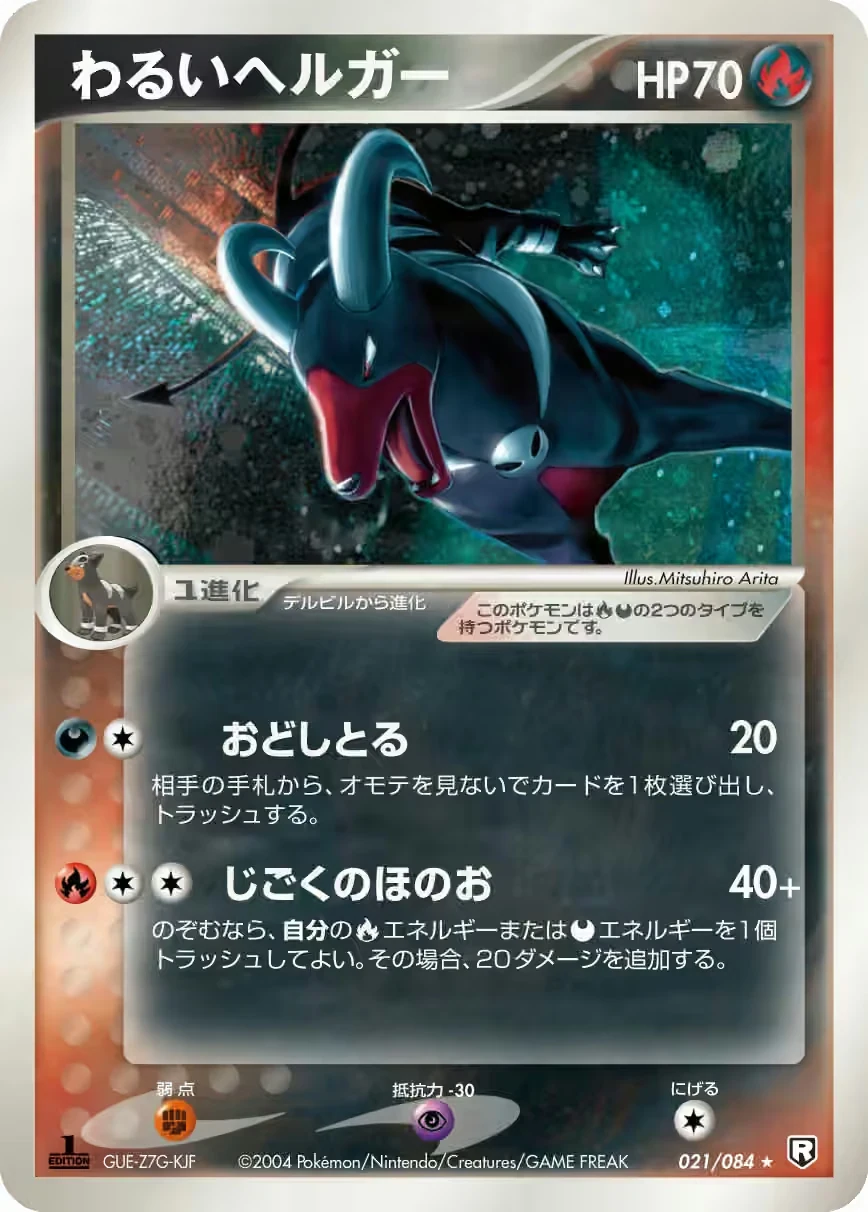 わるいヘルガー HP70
Illus.Mitsuhiro Arita
1進化
デルビルから進化
このポケモンは🔥🌙の2つのタイプを
持つポケモンです。
おどしとる 20
相手の手札から、オモテを見ないでカードを1枚選び出し、
トラッシュする。
じごくのほのお 40+
のぞむなら、自分のエネルギーまたはエネルギーを1個
トラッシュしてよい。その場合、20ダメージを追加する。
弱点 抵抗力 -30 にげる
1
EDITION GUE-Z7G-KJF ©2004 Pokémon/Nintendo/Creatures/GAME FREAK 021/084 ★ R